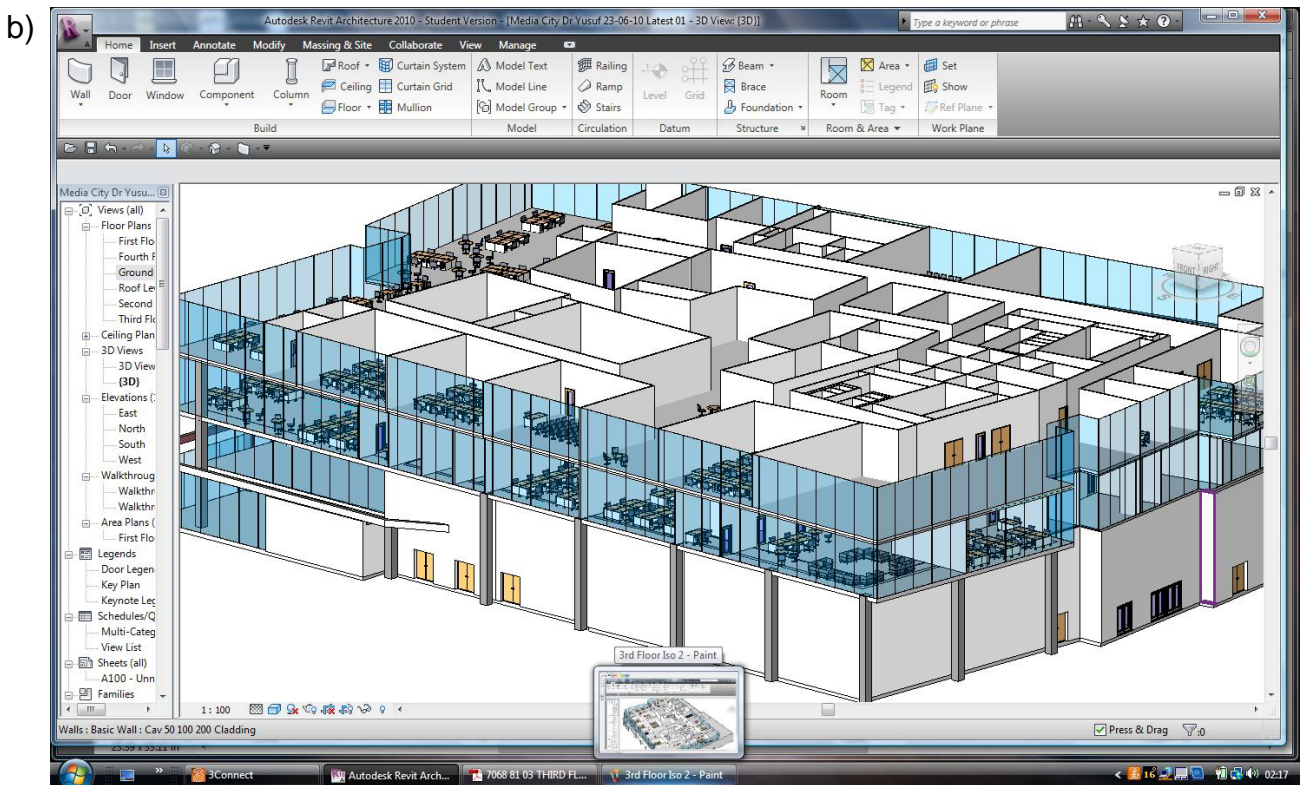 b)
Autodesk Revit Architecture 2010 - Student Version - [Media City Dr Yusuf 23-06-10 Latest 01 - 3D View: {3D}]
Type a keyword or phrase
Home Insert Annotate Modify Massing & Site Collaborate View Manage
Roof Curtain System Model Text Railing Beam Area Set
Ceiling Curtain Grid Model Line Ramp Brace Legend Show
Wall Door Window Component Column Level Grid Room
Floor Mullion Model Group Stairs Foundation Tag Ref Plane
Build Model Circulation Datum Structure Room & Area Work Plane
Media City Dr Yusu...
Views (all)
Floor Plans
First Flo
Fourth F
Ground
Roof Le
Second
Third Flo
Ceiling Plan
3D Views
3D View
{3D}
Elevations (
East
North
South
West
Walkthroug
Walkthr
Walkthr
Area Plans (
First Flo
Legends
Door Legen
Key Plan
Keynote Leg
Schedules/Q
Multi-Categ
View List
Sheets (all)
A100 - Unn
Families
FRONT RIGHT
3rd Floor Iso 2 - Paint
1 : 100
Walls : Basic Wall : Cav 50 100 200 Cladding
Press & Drag :0
3Connect Autodesk Revit Arch... 7068 81 03 THIRD FL... 3rd Floor Iso 2 - Paint 16 02:17